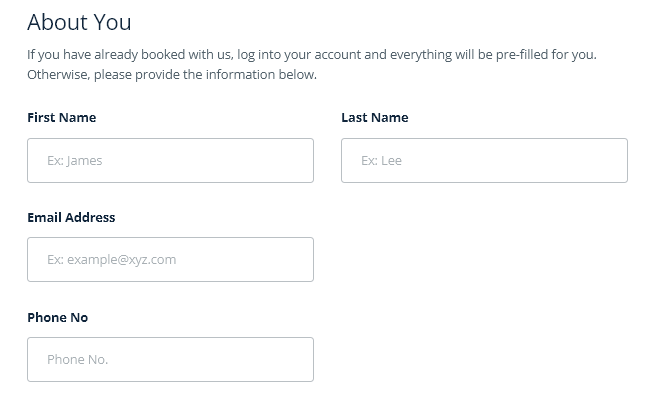 About You
If you have already booked with us, log into your account and everything will be pre-filled for you.
Otherwise, please provide the information below.
First Name
Last Name
Ex: James
Ex: Lee
Email Address
Ex: example@xyz.com
Phone No
Phone No.